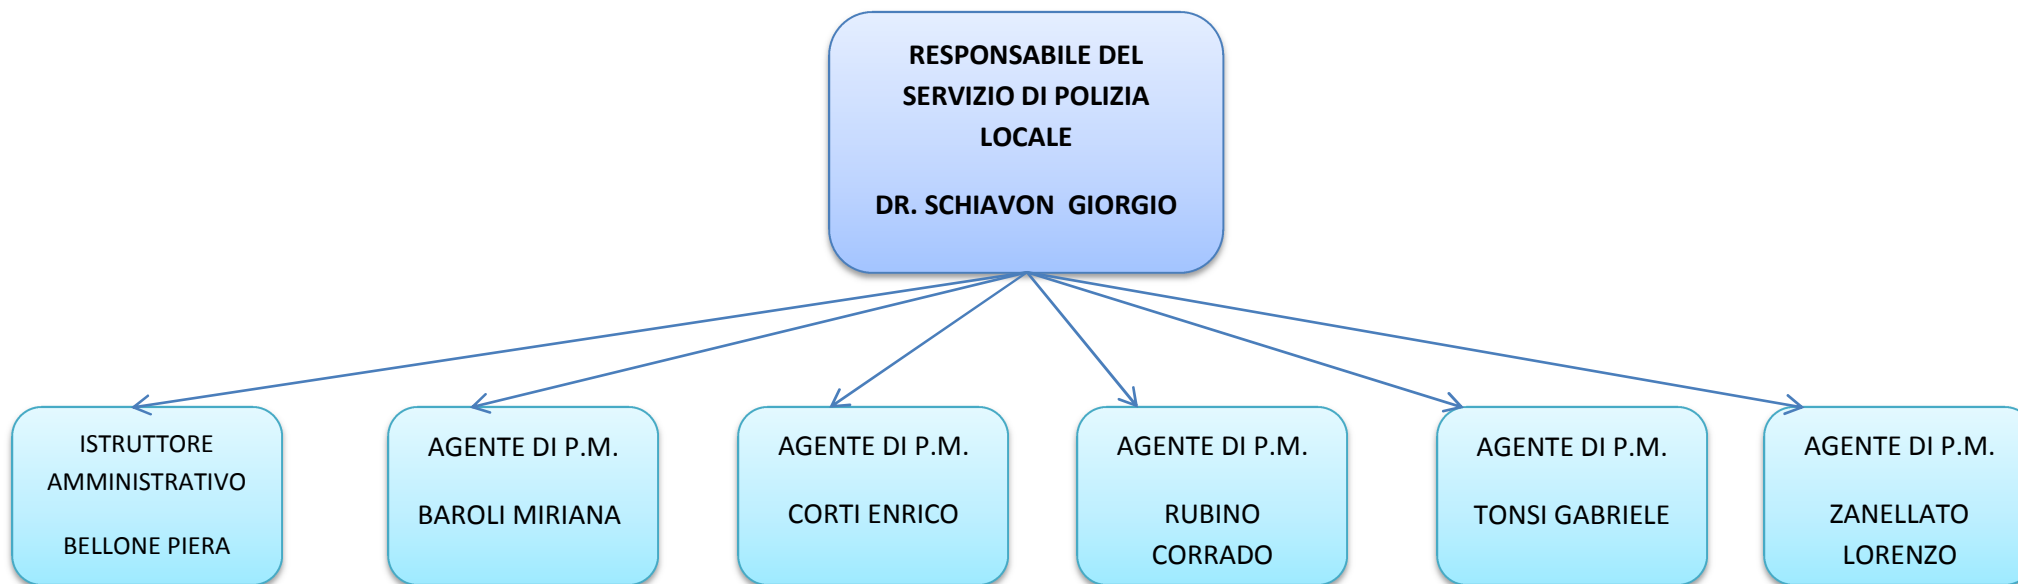 RESPONSABILE DEL
SERVIZIO DI POLIZIA
LOCALE
DR. SCHIAVON  GIORGIO
ISTRUTTORE
AMMINISTRATIVO
BELLONE PIERA
AGENTE DI P.M.
BAROLI MIRIANA
AGENTE DI P.M.
CORTI ENRICO
AGENTE DI P.M.
RUBINO
CORRADO
AGENTE DI P.M.
TONSI GABRIELE
AGENTE DI P.M.
ZANELLATO
LORENZO